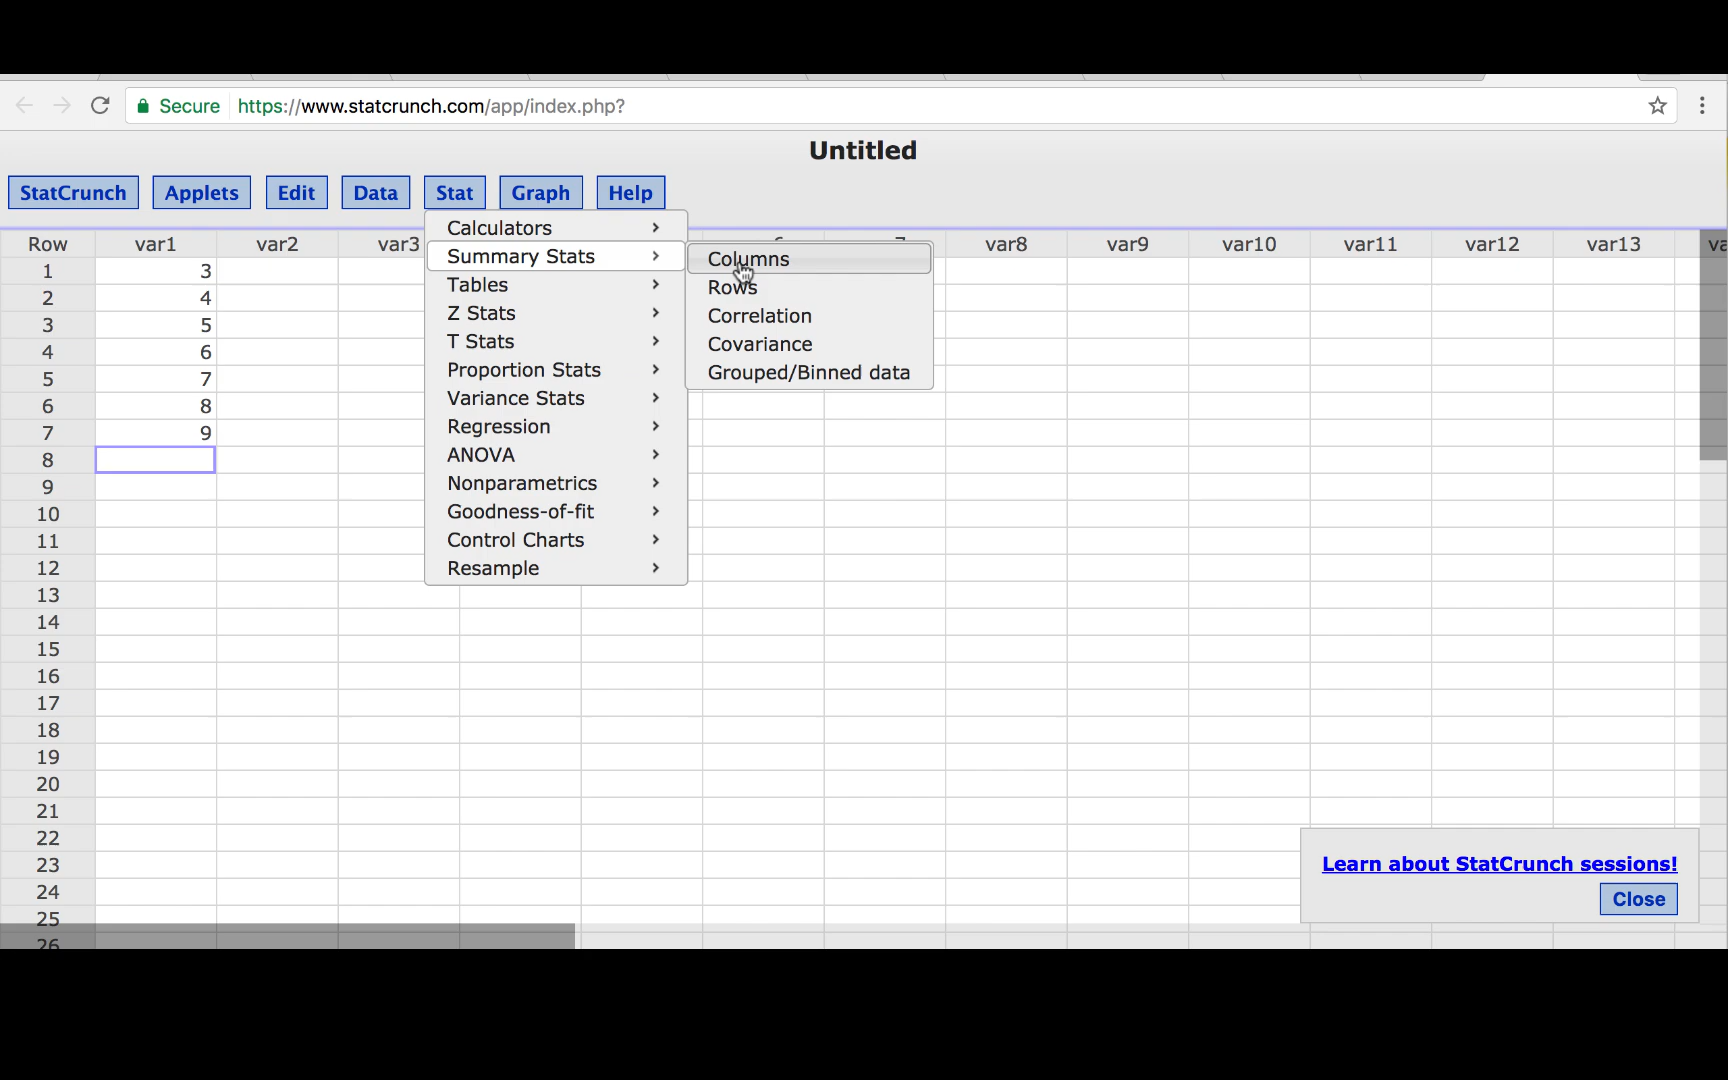 Secure https://www.statcrunch.com/app/index.php?
Untitled
StatCrunch Applets Edit Data Stat Graph Help
Row var1 var2 var3 var8 var9 var10 var11 var12 var13
Calculators
Summary Stats
Tables
Z Stats
T Stats
Proportion Stats
Variance Stats
Regression
ANOVA
Nonparametrics
Goodness-of-fit
Control Charts
Resample
Columns
Rows
Correlation
Covariance
Grouped/Binned data
1 3
2 4
3 5
4 6
5 7
6 8
7 9
8
9
10
11
12
13
14
15
16
17
18
19
20
21
22
23
24
25
26
Learn about StatCrunch sessions!
Close